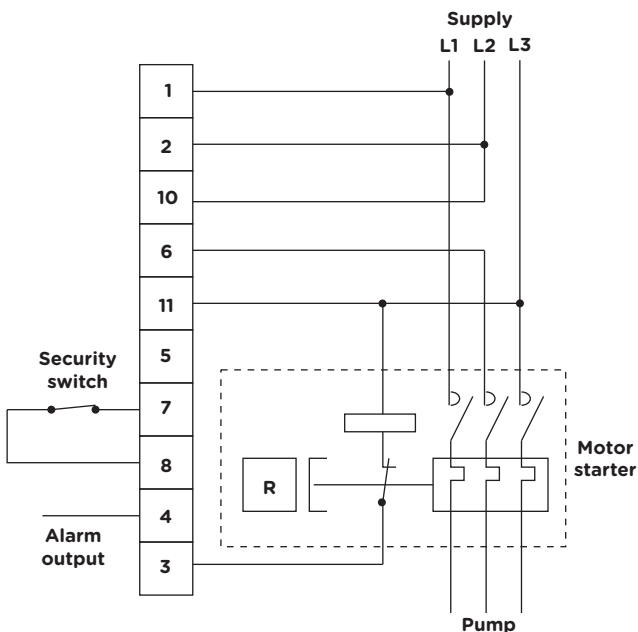 Supply
L1 L2 L3
1
2
10
6
11
5
Security
switch
7
8
R
Motor
starter
4
Alarm
output
3
Pump